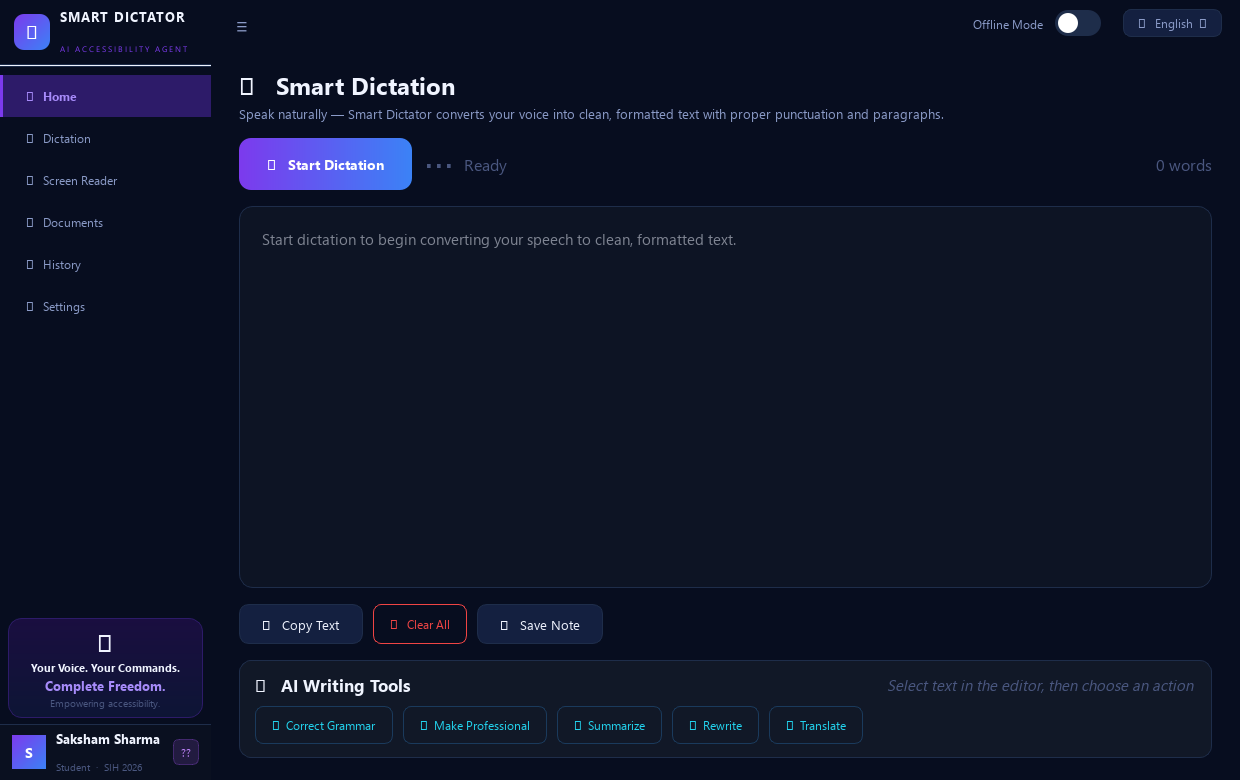 SMART DICTATOR
AI ACCESSIBILITY AGENT
Offline Mode
English
Home
Dictation
Screen Reader
Documents
History
Settings
Smart Dictation
Speak naturally — Smart Dictator converts your voice into clean, formatted text with proper punctuation and paragraphs.
Start Dictation
Ready
0 words
Start dictation to begin converting your speech to clean, formatted text.
Copy Text
Clear All
Save Note
AI Writing Tools
Select text in the editor, then choose an action
Correct Grammar
Make Professional
Summarize
Rewrite
Translate
Your Voice. Your Commands.
Complete Freedom.
Empowering accessibility.
S
Saksham Sharma
Student · SIH 2026
??